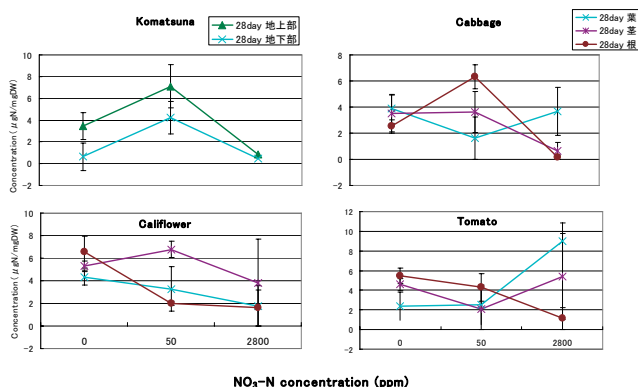 Komatsuna
28day 地上部
28day 地下部
Concentration (μgN/mgDW)
10
8
6
4
2
0
-2
Cabbage
28day 葉
28day 茎
28day 根
8
6
4
2
0
-2
Califlower
Concentration (μgN/mgDW)
10
8
6
4
2
0
-2
0
50
2800
Tomato
12
10
8
6
4
2
0
-2
0
50
2800
NO₃-N concentration (ppm)